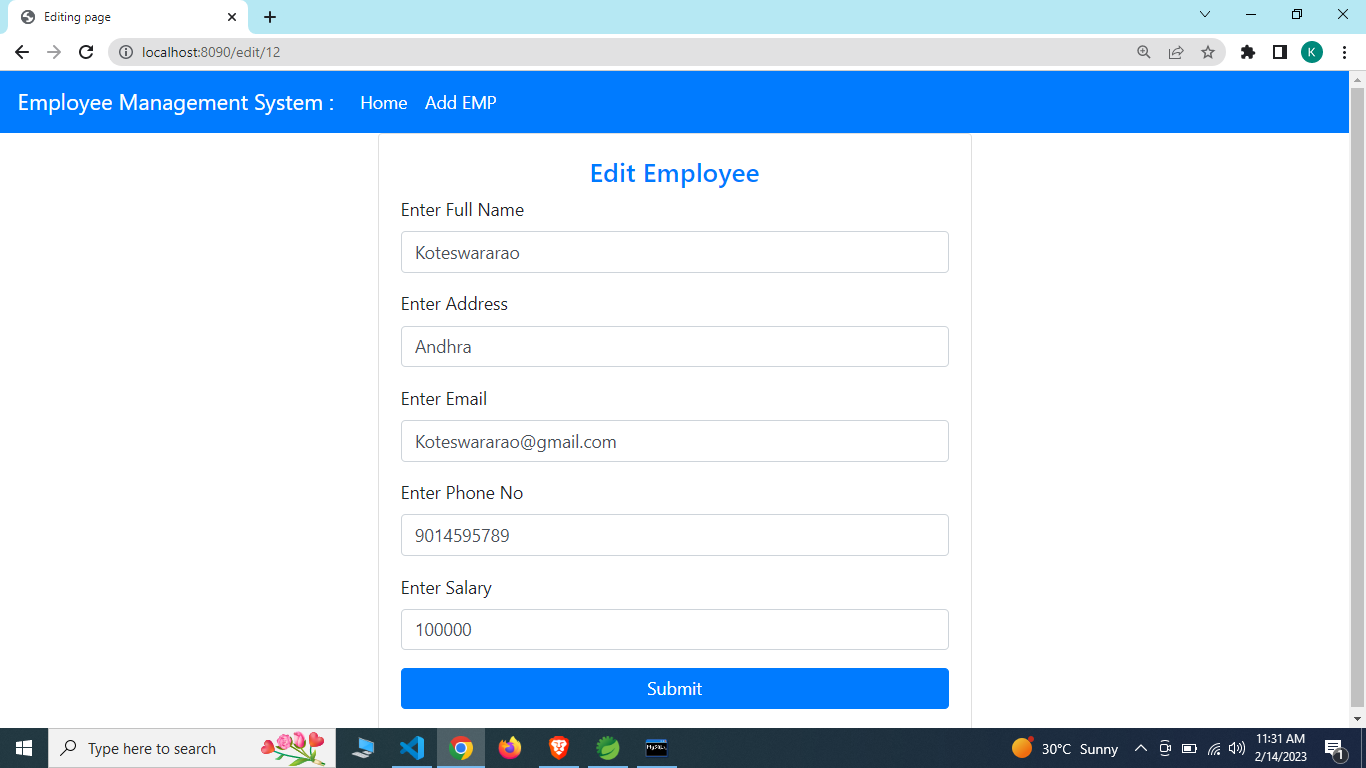 Editing page
localhost:8090/edit/12
K
Employee Management System : Home Add EMP
Edit Employee
Enter Full Name
Koteswararao
Enter Address
Andhra
Enter Email
Koteswararao@gmail.com
Enter Phone No
9014595789
Enter Salary
100000
Submit
Type here to search
MySQL
30°C Sunny
11:31 AM
2/14/2023
1